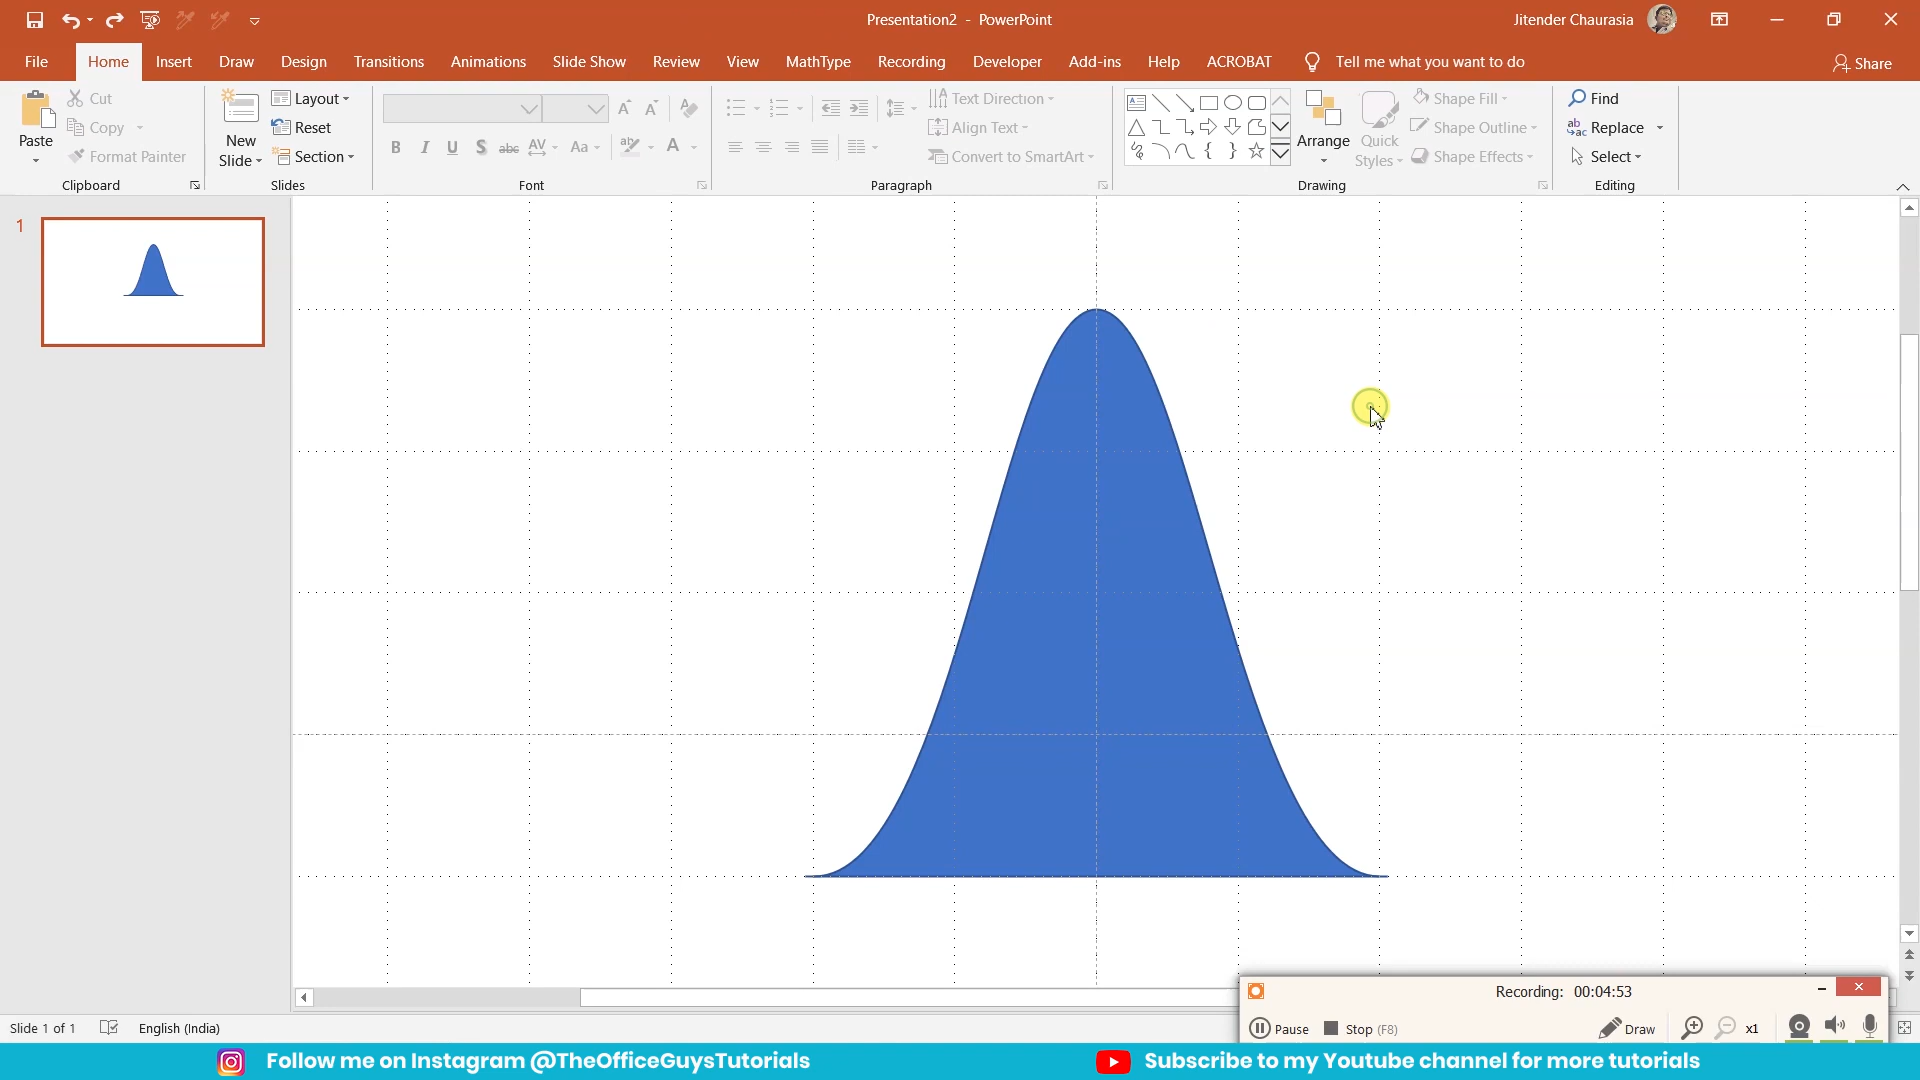 Presentation2 - PowerPoint
Jitender Chaurasia
File Home Insert Draw Design Transitions Animations Slide Show Review View MathType Recording Developer Add-ins Help ACROBAT Tell me what you want to do Share
Paste
Cut
Copy
Format Painter
Clipboard
New
Slide
Layout
Reset
Section
Slides
B I U S abc AV Aa A
Font
Text Direction
Align Text
Convert to SmartArt
Paragraph
Arrange
Quick
Styles
Shape Fill
Shape Outline
Shape Effects
Drawing
Find
Replace
Select
Editing
1
Recording: 00:04:53
Pause Stop (F8) Draw x1
Slide 1 of 1 English (India)
Follow me on Instagram @TheOfficeGuysTutorials
Subscribe to my Youtube channel for more tutorials